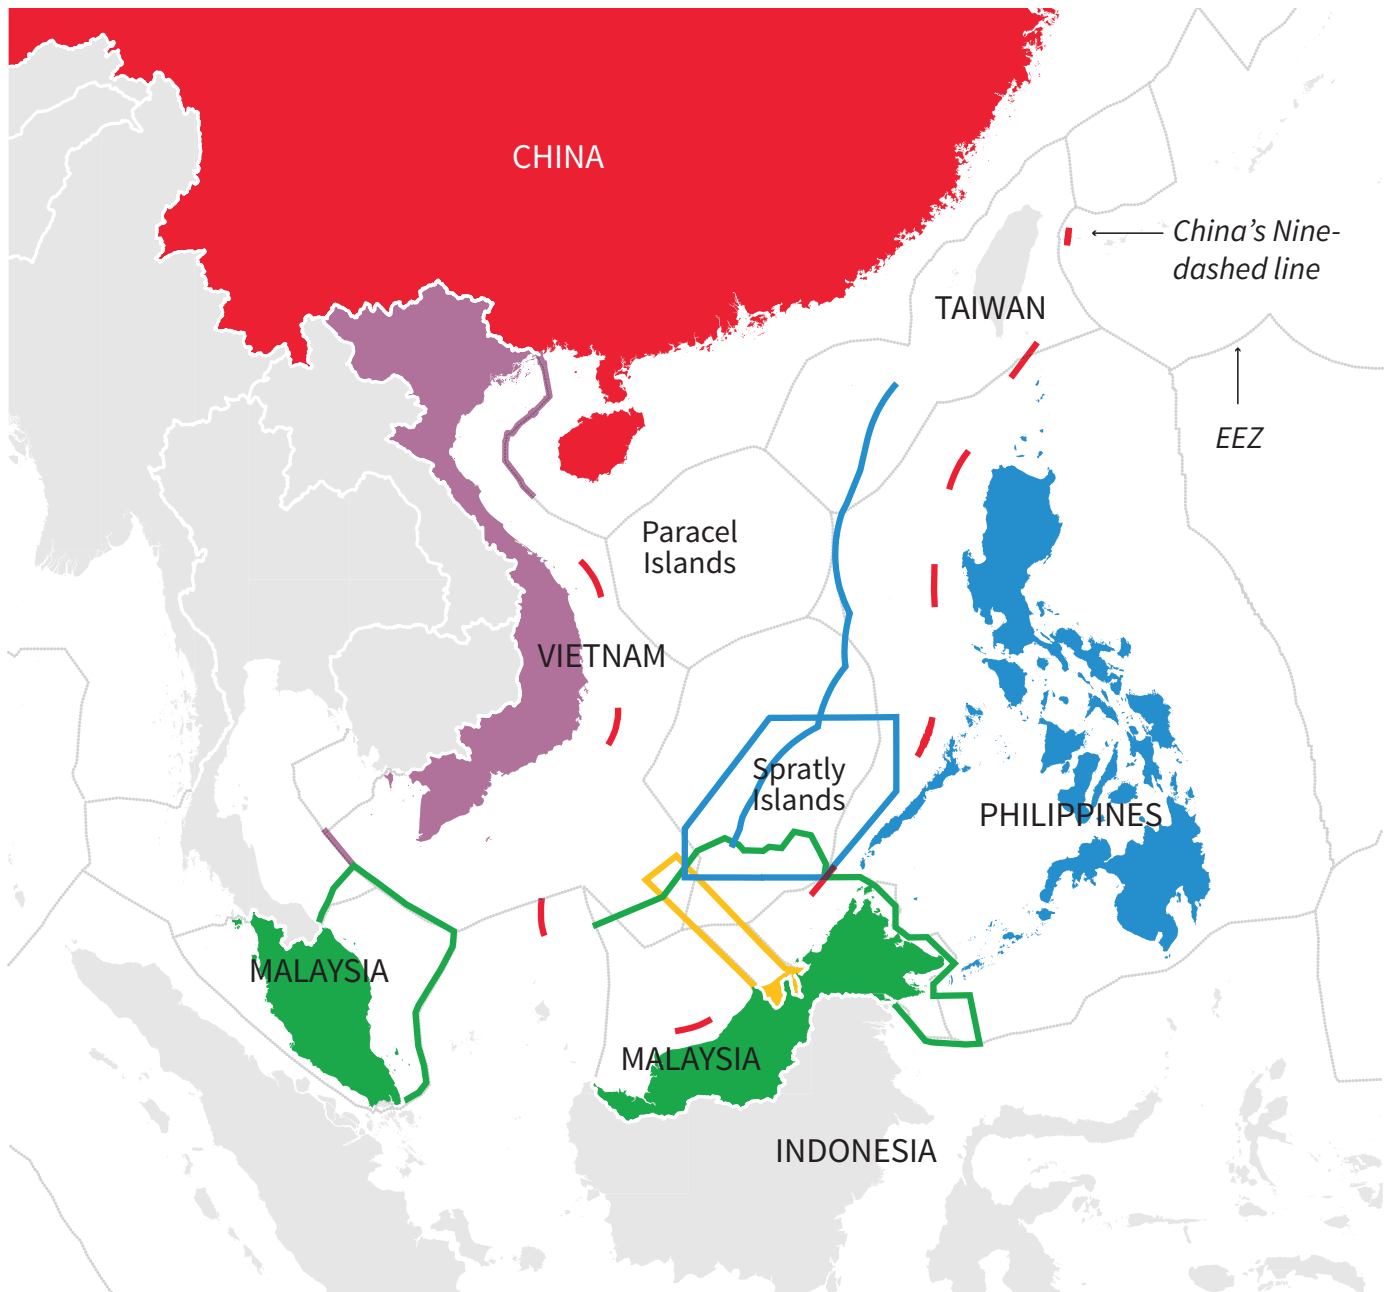 CHINA
China’s Nine-
dashed line
TAIWAN
EEZ
Paracel
Islands
VIETNAM
Spratly
Islands
PHILIPPINES
MALAYSIA
MALAYSIA
INDONESIA